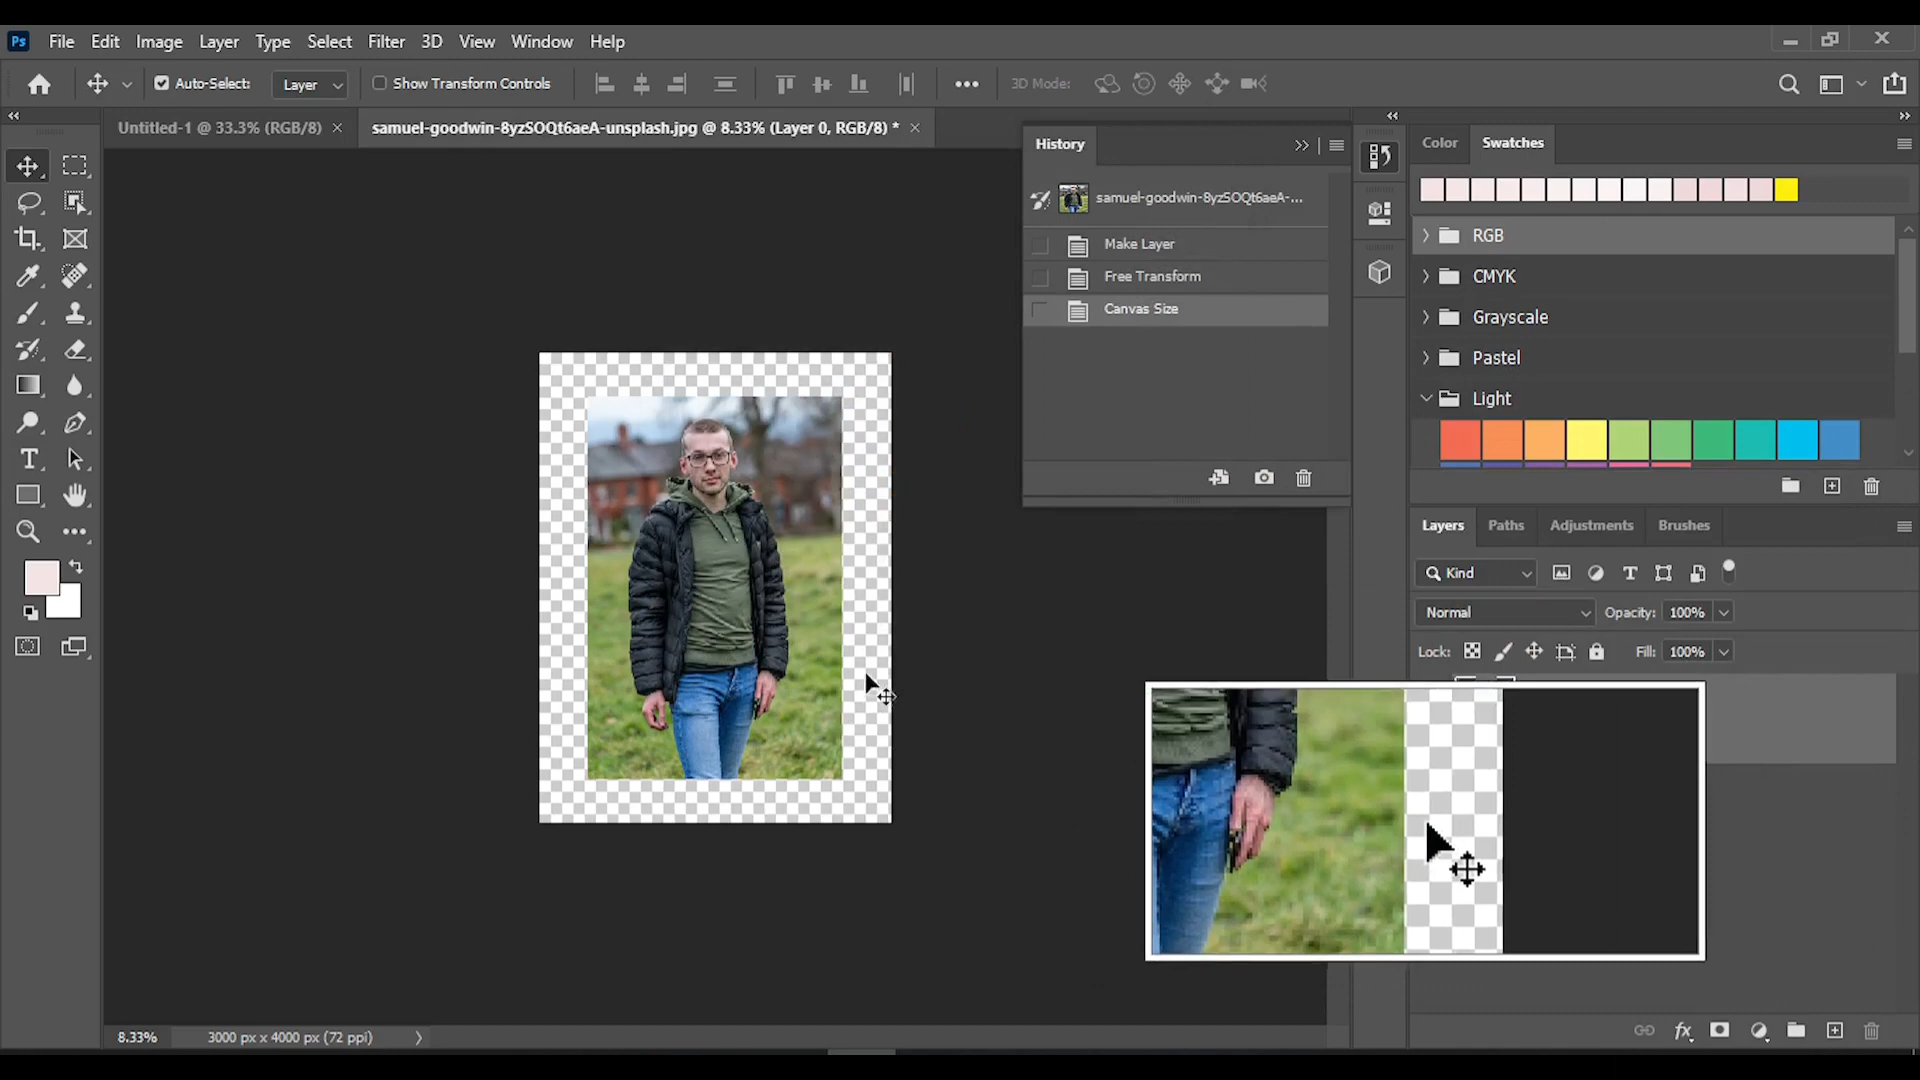 Ps File Edit Image Layer Type Select Filter 3D View Window Help
Auto-Select: Layer Show Transform Controls 3D Mode:
Untitled-1 @ 33.3% (RGB/8) samuel-goodwin-8yzSOQt6aeA-unsplash.jpg @ 8.33% (Layer 0, RGB/8) *
History
samuel-goodwin-8yzSOQt6aeA-...
Make Layer
Free Transform
Canvas Size
Color Swatches
RGB
CMYK
Grayscale
Pastel
Light
Layers Paths Adjustments Brushes
Kind
Normal Opacity: 100%
Lock: Fill: 100%
T
fx
8.33% 3000 px x 4000 px (72 ppi)